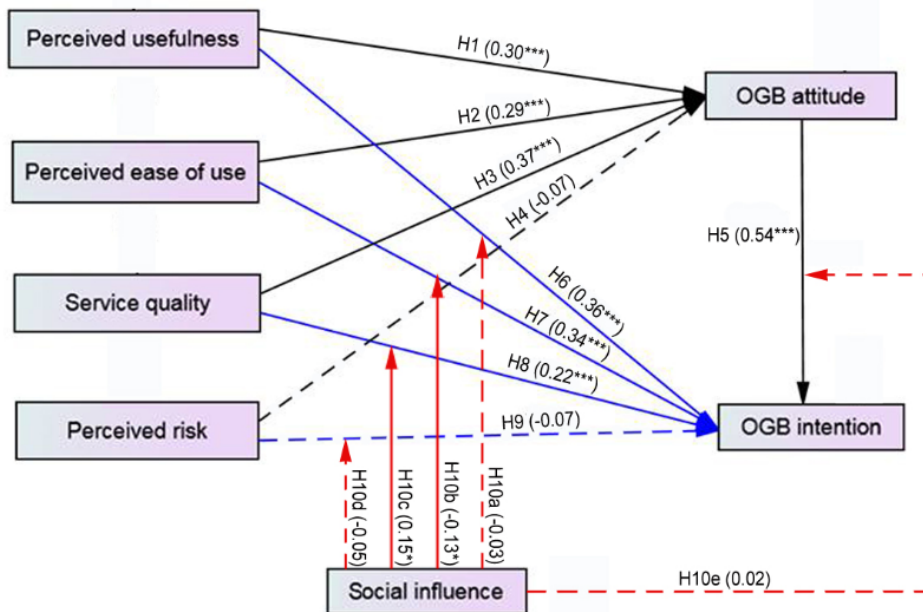 Perceived usefulness
H1 (0.30***)
OGB attitude
H2 (0.29***)
Perceived ease of use
H3 (0.37***)
H4 (-0.07)
H5 (0.54***)
Service quality
H6 (0.36***)
H7 (0.34***)
H8 (0.22***)
Perceived risk
H9 (-0.07)
OGB intention
H10d (-0.05)
H10c (0.15*)
H10b (-0.13*)
H10a (-0.03)
Social influence
H10e (0.02)